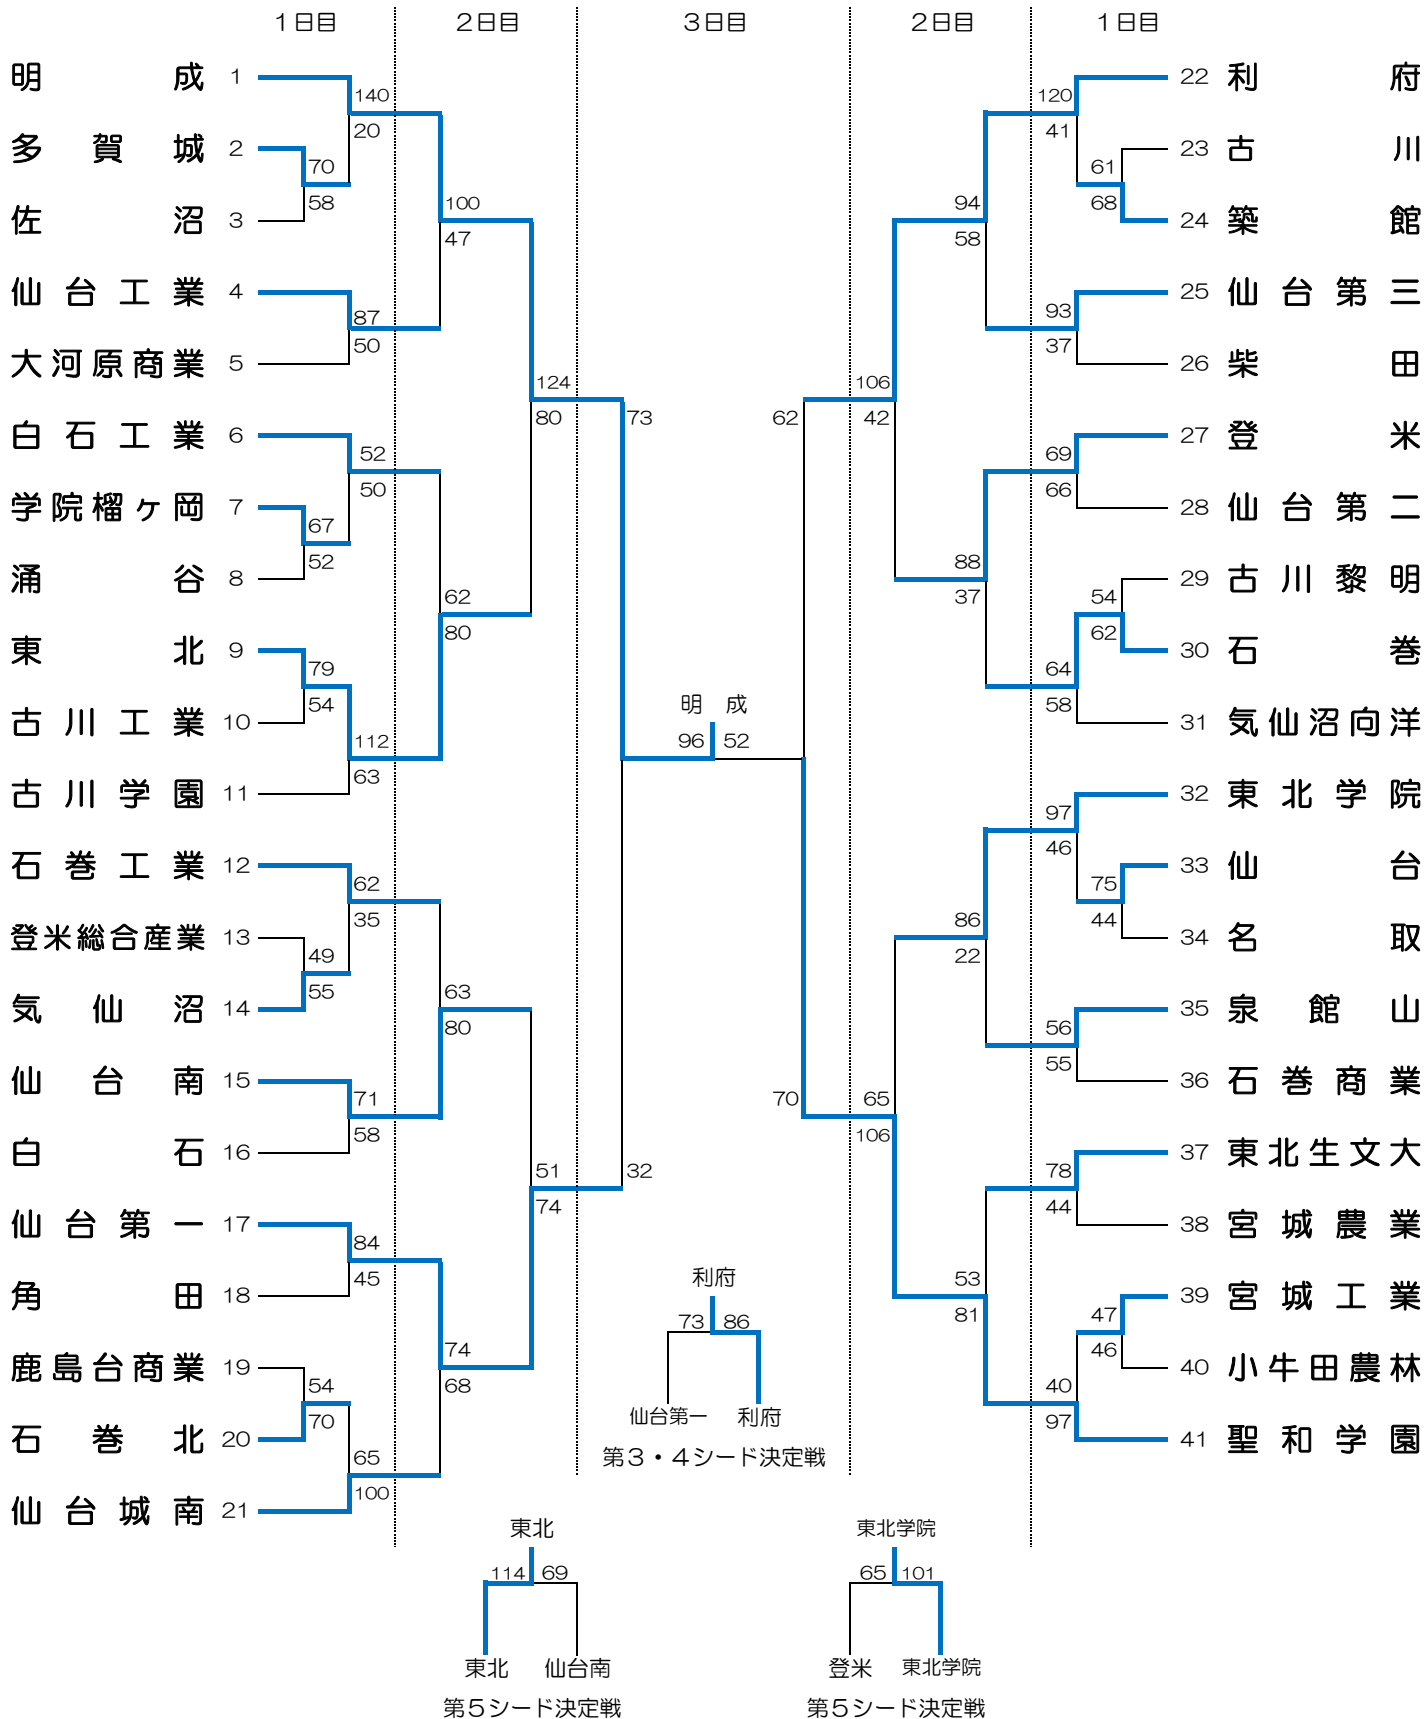 1日目 2日目 3日目 2日目 1日目
明成 1 22 利府
140 120
20 41
多賀城 2 23 古川
70 61
58 68
佐沼 3 24 築館
100 94
47 58
仙台工業 4 25 仙台第三
87 93
50 37
大河原商業 5 26 柴田
124 106
80 73 62 42
白石工業 6 27 登米
52 69
50 66
学院榴ヶ岡 7 28 仙台第二
67
52 88
涌谷 8 29 古川黎明
62 37 54
80 62
東北 9 30 石巻
79 64
54 58
明成
古川工業 10 31 気仙沼向洋
112 96 52
63
古川学園 11 32 東北学院
97
46
石巻工業 12 33 仙台
62 75
35 86 44
登米総合産業 13 34 名取
49 22
55
気仙沼 14 35 泉館山
63 56
80 55
仙台南 15 36 石巻商業
71 70 65
58 106
白石 16 37 東北生文大
51 32 78
74 44
仙台第一 17 38 宮城農業
84
45 53
利府
角田 18 39 宮城工業
73 86 81 47
74 46
鹿島台商業 19 40 小牛田農林
54 68 40
70 97
仙台第一 利府
石巻北 20 41 聖和学園
第3・4シード決定戦
65
100
仙台城南 21
東北 東北学院
114 69 65 101
東北 仙台南 登米 東北学院
第5シード決定戦 第5シード決定戦